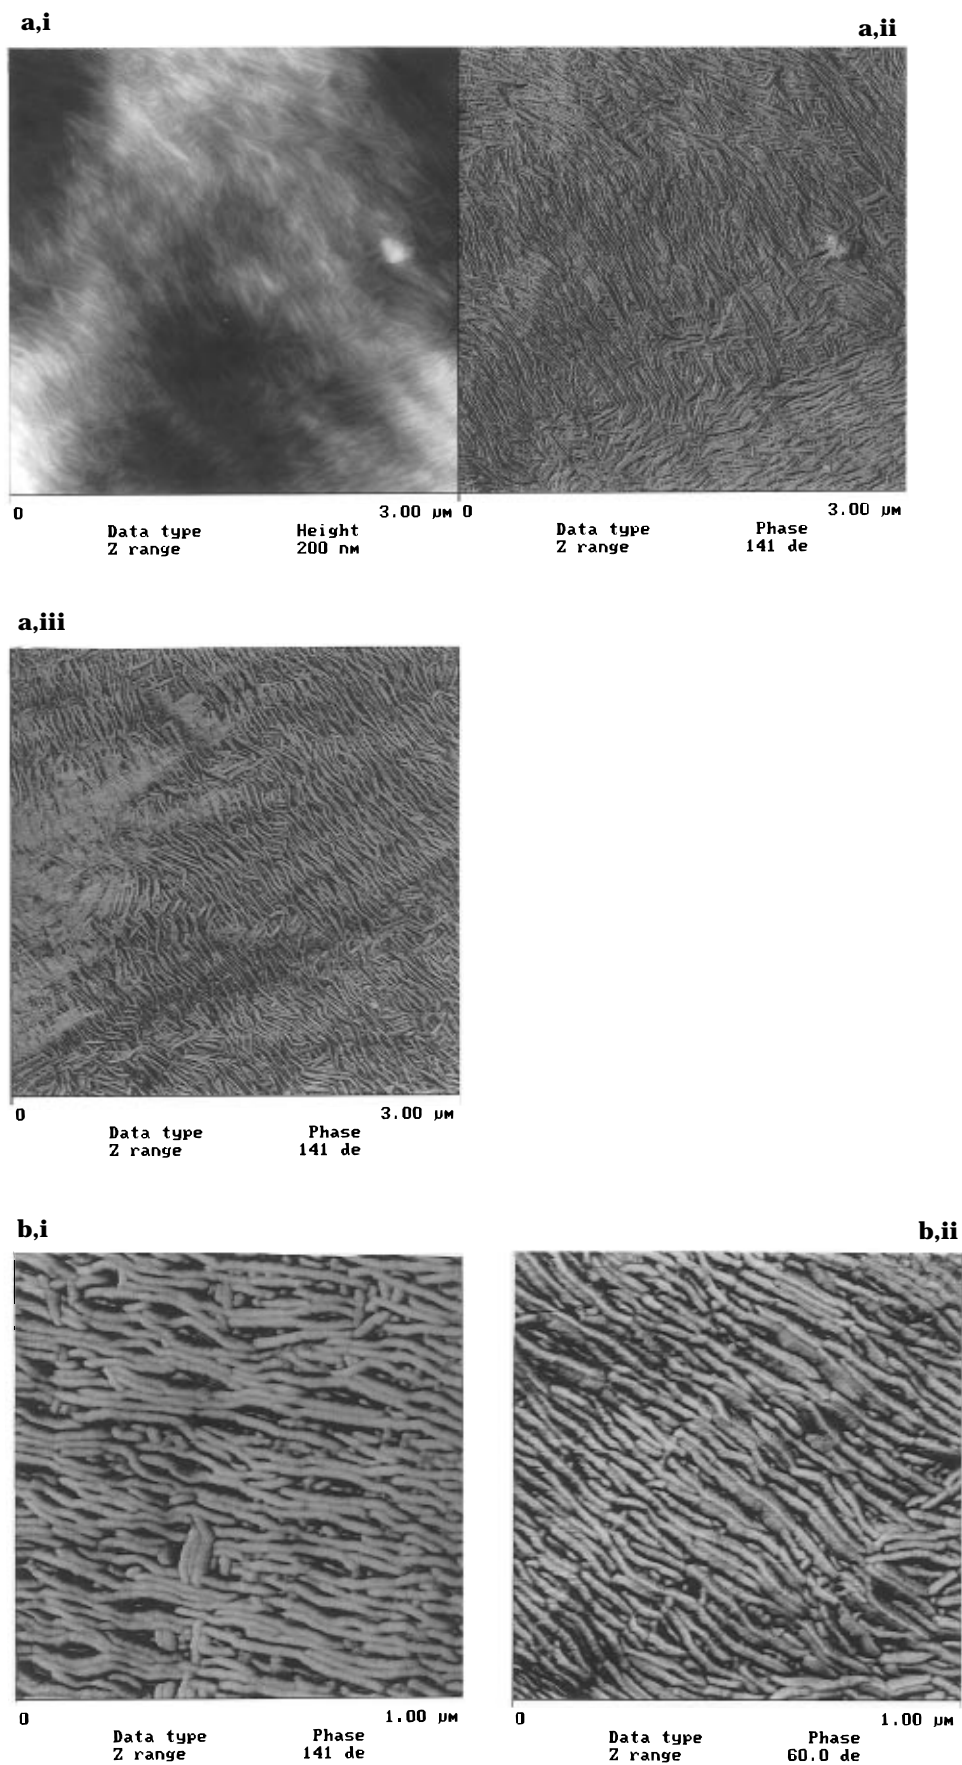 a,i
a,ii
0 3.00 µM 0 3.00 µM
Data type Height Data type Phase
Z range 200 nM Z range 141 de
a,iii
0 3.00 µM
Data type Phase
Z range 141 de
b,i
b,ii
0 1.00 µM 0 1.00 µM
Data type Phase Data type Phase
Z range 141 de Z range 60.0 de